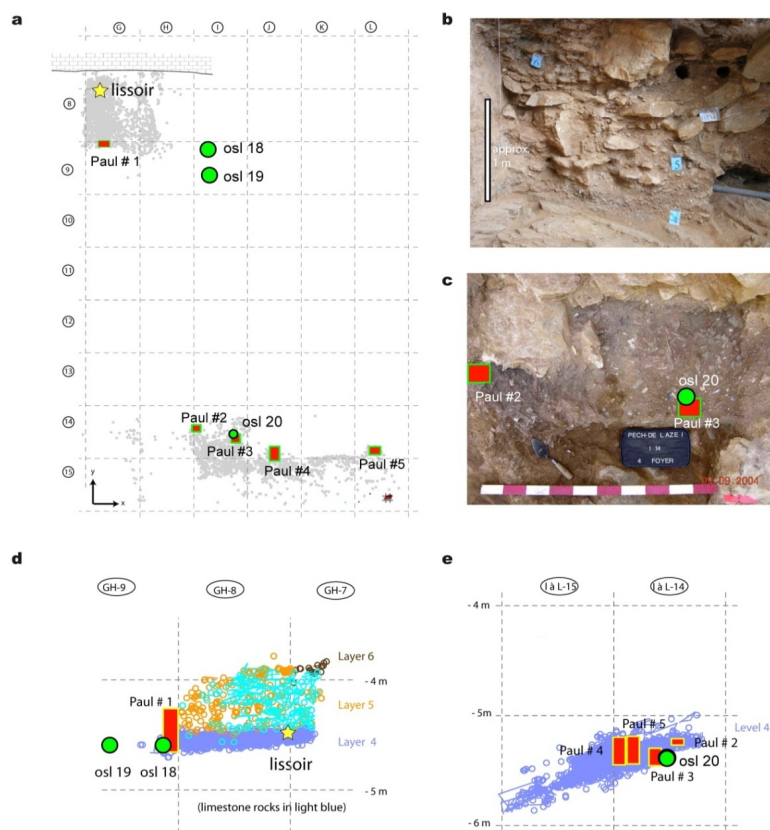 a
G H I J K L
8
lissoir
Paul # 1
osl 18
9
osl 19
10
11
12
13
14
Paul #2
osl 20
Paul #3
15
Paul #4
Paul #5
y
x
b
approx.
1 m
5
c
osl 20
Paul #2
Paul #3
PECH-DE LAZE I
I 14
4 FOYER
09 2004
d
GH-9 GH-8 GH-7
Layer 6
- 4 m
Paul # 1
Layer 5
Layer 4
osl 19 osl 18
lissoir
- 5 m
(limestone rocks in light blue)
e
I à L-15 I à L-14
- 4 m
-5m
Level 4
Paul # 5
Paul # 4
Paul # 2
osl 20
Paul # 3
-6 m